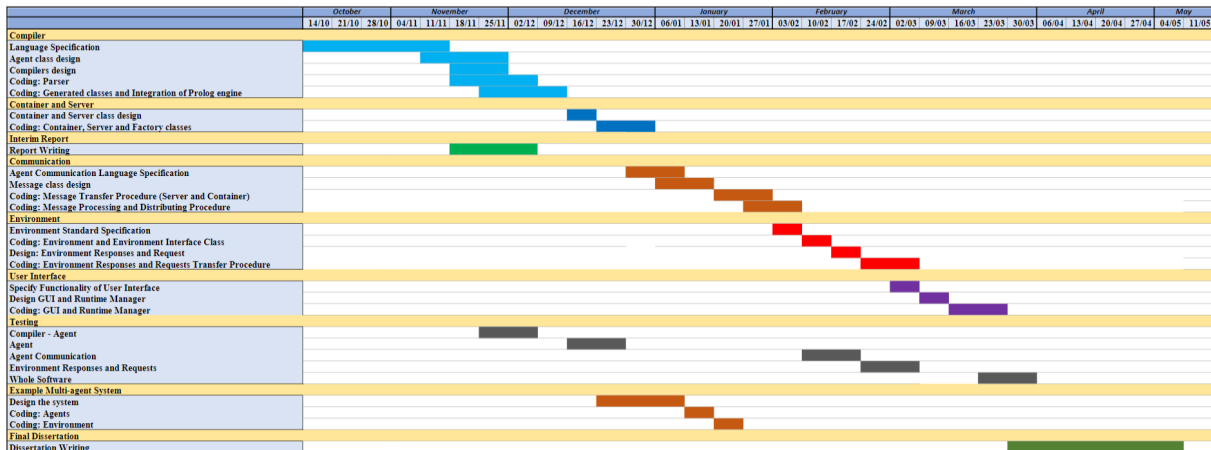 October November December January February March April May
14/10 21/10 28/10 04/11 11/11 18/11 25/11 02/12 09/12 16/12 23/12 30/12 06/01 13/01 20/01 27/01 03/02 10/02 17/02 24/02 02/03 09/03 16/03 23/03 30/03 06/04 13/04 20/04 27/04 04/05 11/05
Compiler
Language Specification
Agent class design
Compilers design
Coding: Parser
Coding: Generated classes and Integration of Prolog engine
Container and Server
Container and Server class design
Coding: Container, Server and Factory classes
Interim Report
Report Writing
Communication
Agent Communication Language Specification
Message class design
Coding: Message Transfer Procedure (Server and Container)
Coding: Message Processing and Distributing Procedure
Environment
Environment Standard Specification
Coding: Environment and Environment Interface Class
Design: Environment Responses and Request
Coding: Environment Responses and Requests Transfer Procedure
User Interface
Specify Functionality of User Interface
Design GUI and Runtime Manager
Coding: GUI and Runtime Manager
Testing
Compiler - Agent
Agent
Agent Communication
Environment Responses and Requests
Whole Software
Example Multi-agent System
Design the system
Coding: Agents
Coding: Environment
Final Dissertation
Dissertation Writing